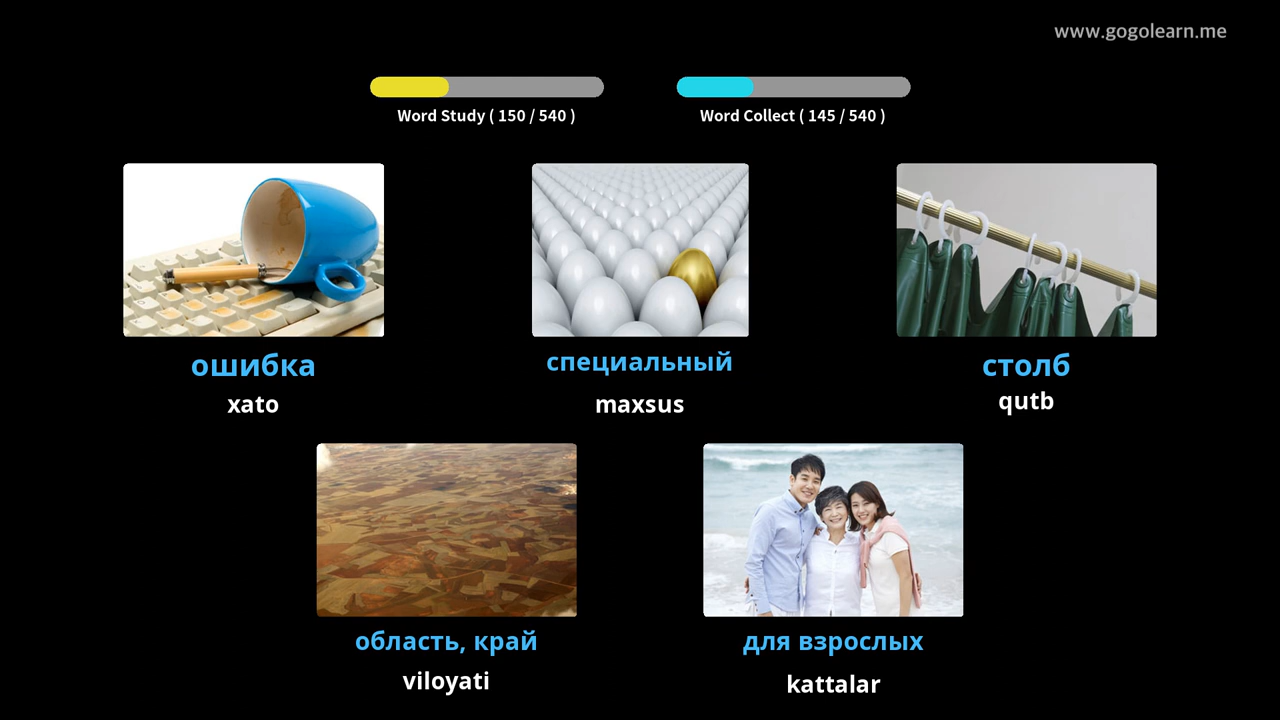 www.gogolearn.me
Word Study ( 150 / 540 )
Word Collect ( 145 / 540 )
ошибка
xato
специальный
maxsus
столб
qutb
область, край
viloyati
для взрослых
kattalar